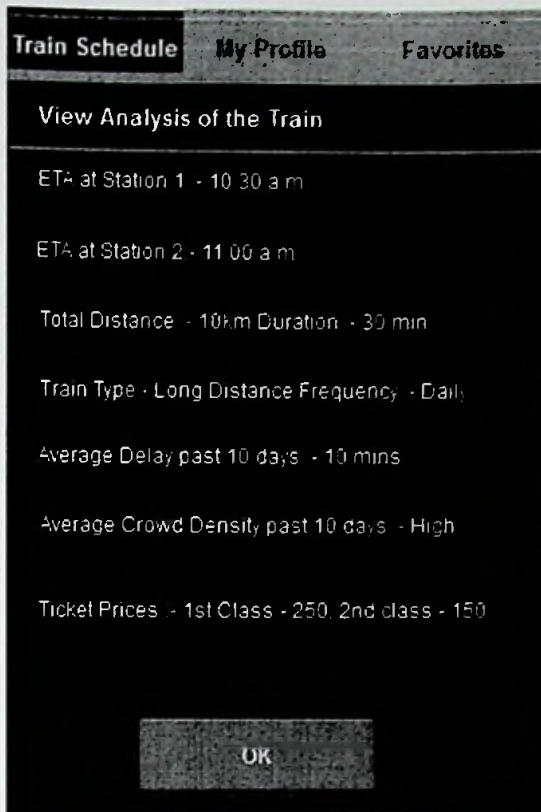 Train Schedule My Profile Favorites
View Analysis of the Train
ETA at Station 1 - 10 30 a m
ETA at Station 2 - 11 00 a m
Total Distance - 10km Duration - 30 min
Train Type - Long Distance Frequency - Daily
Average Delay past 10 days - 10 mins
Average Crowd Density past 10 days - High
Ticket Prices - 1st Class - 250, 2nd class - 150
OK